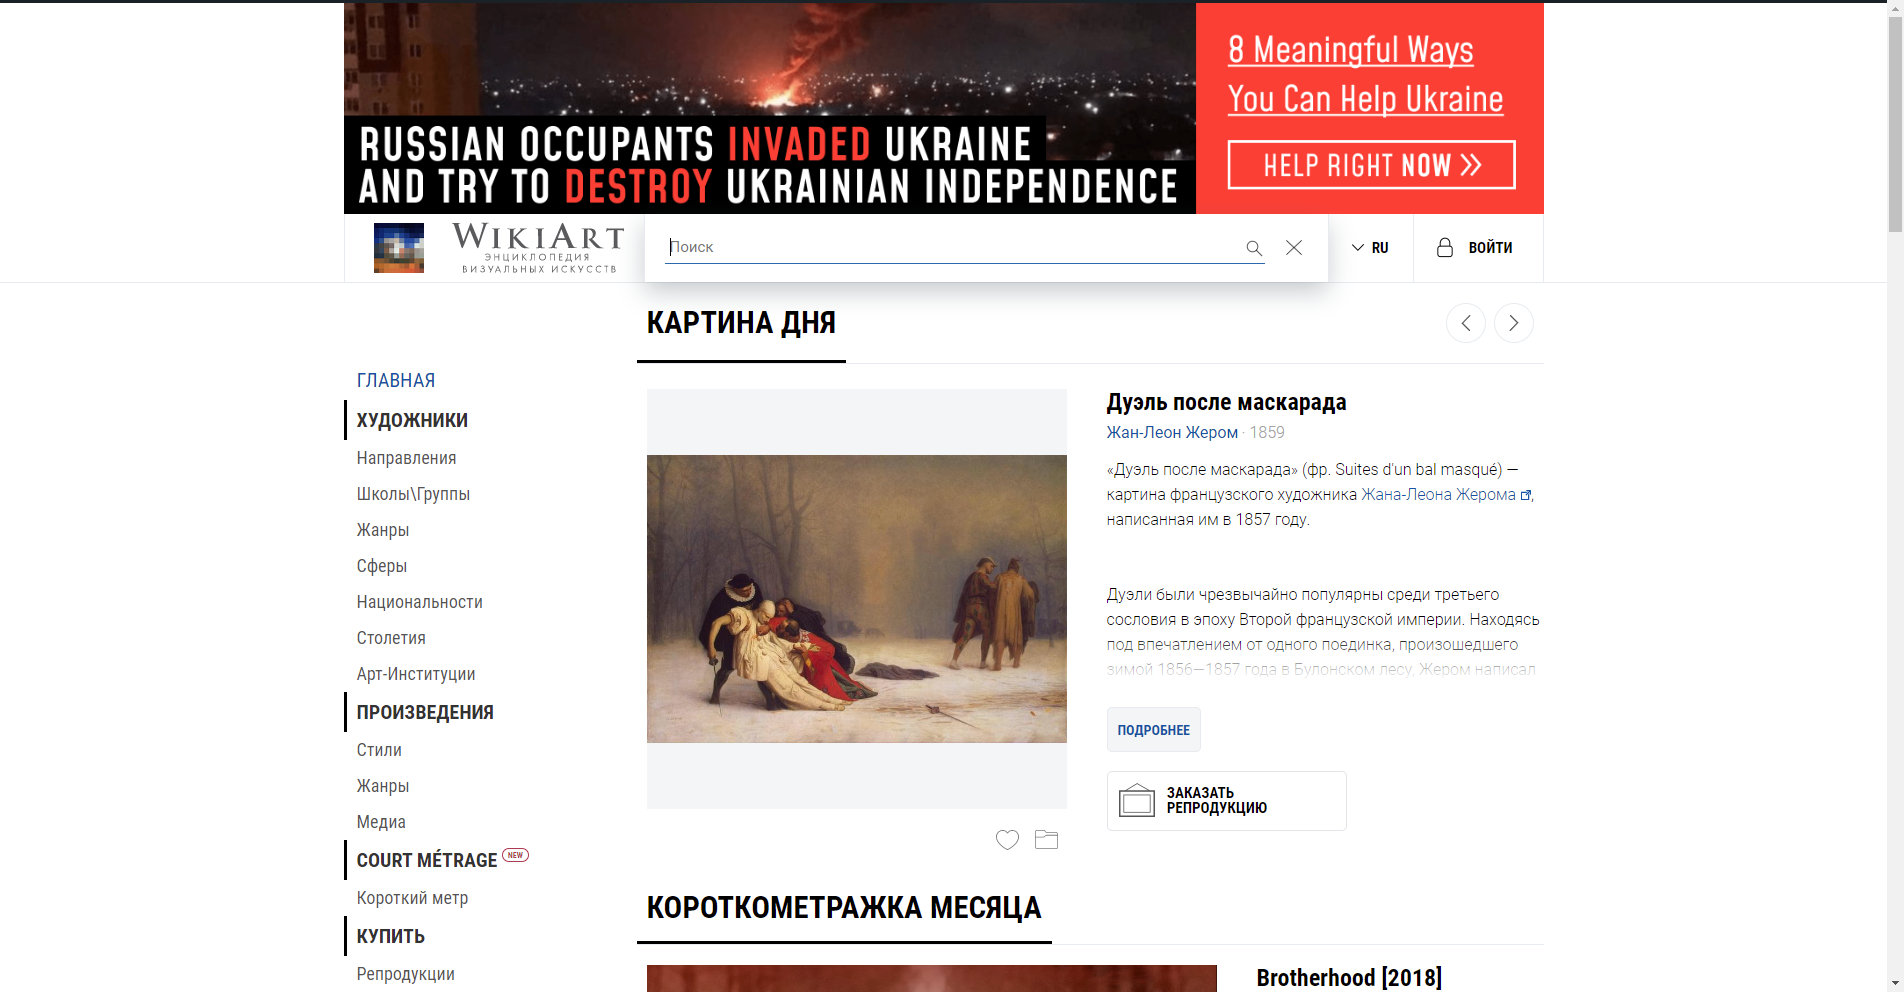 RUSSIAN OCCUPANTS INVADED UKRAINE
AND TRY TO DESTROY UKRAINIAN INDEPENDENCE
8 Meaningful Ways
You Can Help Ukraine
HELP RIGHT NOW »
WIKIART
ЭНЦИКЛОПЕДИЯ
ВИЗУАЛЬНЫХ ИСКУССТВ
Поиск
RU
ВОЙТИ
ГЛАВНАЯ
ХУДОЖНИКИ
Направления
Школы\Группы
Жанры
Сферы
Национальности
Столетия
Арт-Институции
ПРОИЗВЕДЕНИЯ
Стили
Жанры
Медиа
COURT MÉTRAGE NEW
Короткий метр
КУПИТЬ
Репродукции
КАРТИНА ДНЯ
Дуэль после маскарада
Жан-Леон Жером · 1859
«Дуэль после маскарада» (фр. Suites d'un bal masqué) —
картина французского художника Жана-Леона Жерома,
написанная им в 1857 году.
Дуэли были чрезвычайно популярны среди третьего
сословия в эпоху Второй французской империи. Находясь
под впечатлением от одного поединка, произошедшего
зимой 1856—1857 года в Булонском лесу, Жером написал
ПОДРОБНЕЕ
ЗАКАЗАТЬ
РЕПРОДУКЦИЮ
КОРОТКОМЕТРАЖКА МЕСЯЦА
Brotherhood [2018]